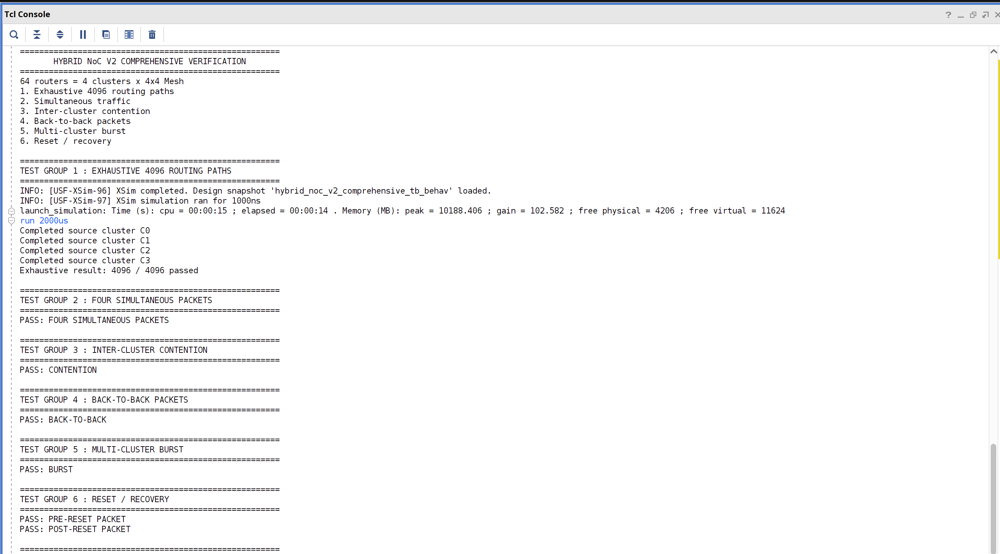 Tcl Console
======================================================
HYBRID NoC V2 COMPREHENSIVE VERIFICATION
======================================================
64 routers = 4 clusters x 4x4 Mesh
1. Exhaustive 4096 routing paths
2. Simultaneous traffic
3. Inter-cluster contention
4. Back-to-back packets
5. Multi-cluster burst
6. Reset / recovery
======================================================
TEST GROUP 1 : EXHAUSTIVE 4096 ROUTING PATHS
======================================================
INFO: [USF-XSim-96] XSim completed. Design snapshot 'hybrid_noc_v2_comprehensive_tb_behav' loaded.
INFO: [USF-XSim-97] XSim simulation ran for 1000ns
launch_simulation: Time (s): cpu = 00:00:15 ; elapsed = 00:00:14 . Memory (MB): peak = 10188.406 ; gain = 102.582 ; free physical = 4206 ; free virtual = 11624
run 2000us
Completed source cluster C0
Completed source cluster C1
Completed source cluster C2
Completed source cluster C3
Exhaustive result: 4096 / 4096 passed
======================================================
TEST GROUP 2 : FOUR SIMULTANEOUS PACKETS
======================================================
PASS: FOUR SIMULTANEOUS PACKETS
======================================================
TEST GROUP 3 : INTER-CLUSTER CONTENTION
======================================================
PASS: CONTENTION
======================================================
TEST GROUP 4 : BACK-TO-BACK PACKETS
======================================================
PASS: BACK-TO-BACK
======================================================
TEST GROUP 5 : MULTI-CLUSTER BURST
======================================================
PASS: BURST
======================================================
TEST GROUP 6 : RESET / RECOVERY
======================================================
PASS: PRE-RESET PACKET
PASS: POST-RESET PACKET
======================================================